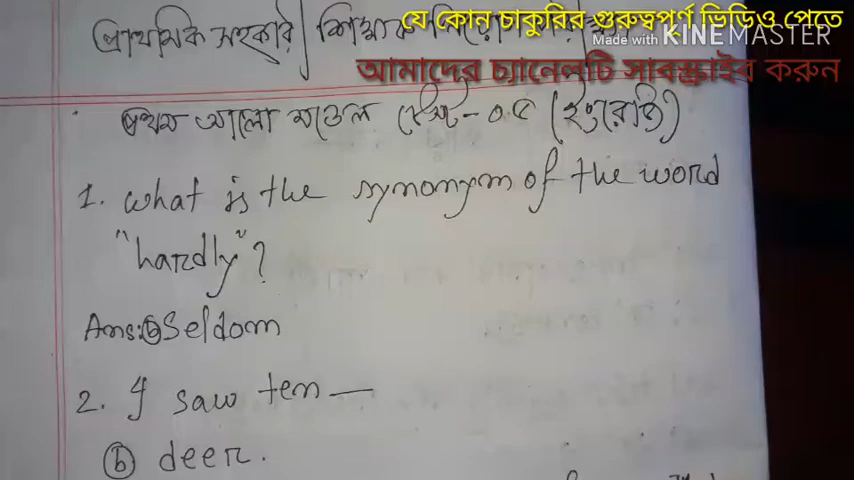 যে কোন চাকুরির গুরুত্বপূর্ণ ভিডিও পেতে
Made with KINEMASTER
আমাদের চ্যানেলটি সাবস্ক্রাইব করুন
প্রাথমিক সহকারী শিক্ষক
প্রথম আলো মডেল টেস্ট-০৫ (ইংরেজি)
1. what is the synonym of the word
"hardly"?
Ans: b Seldom
2. I saw ten —
b deer.